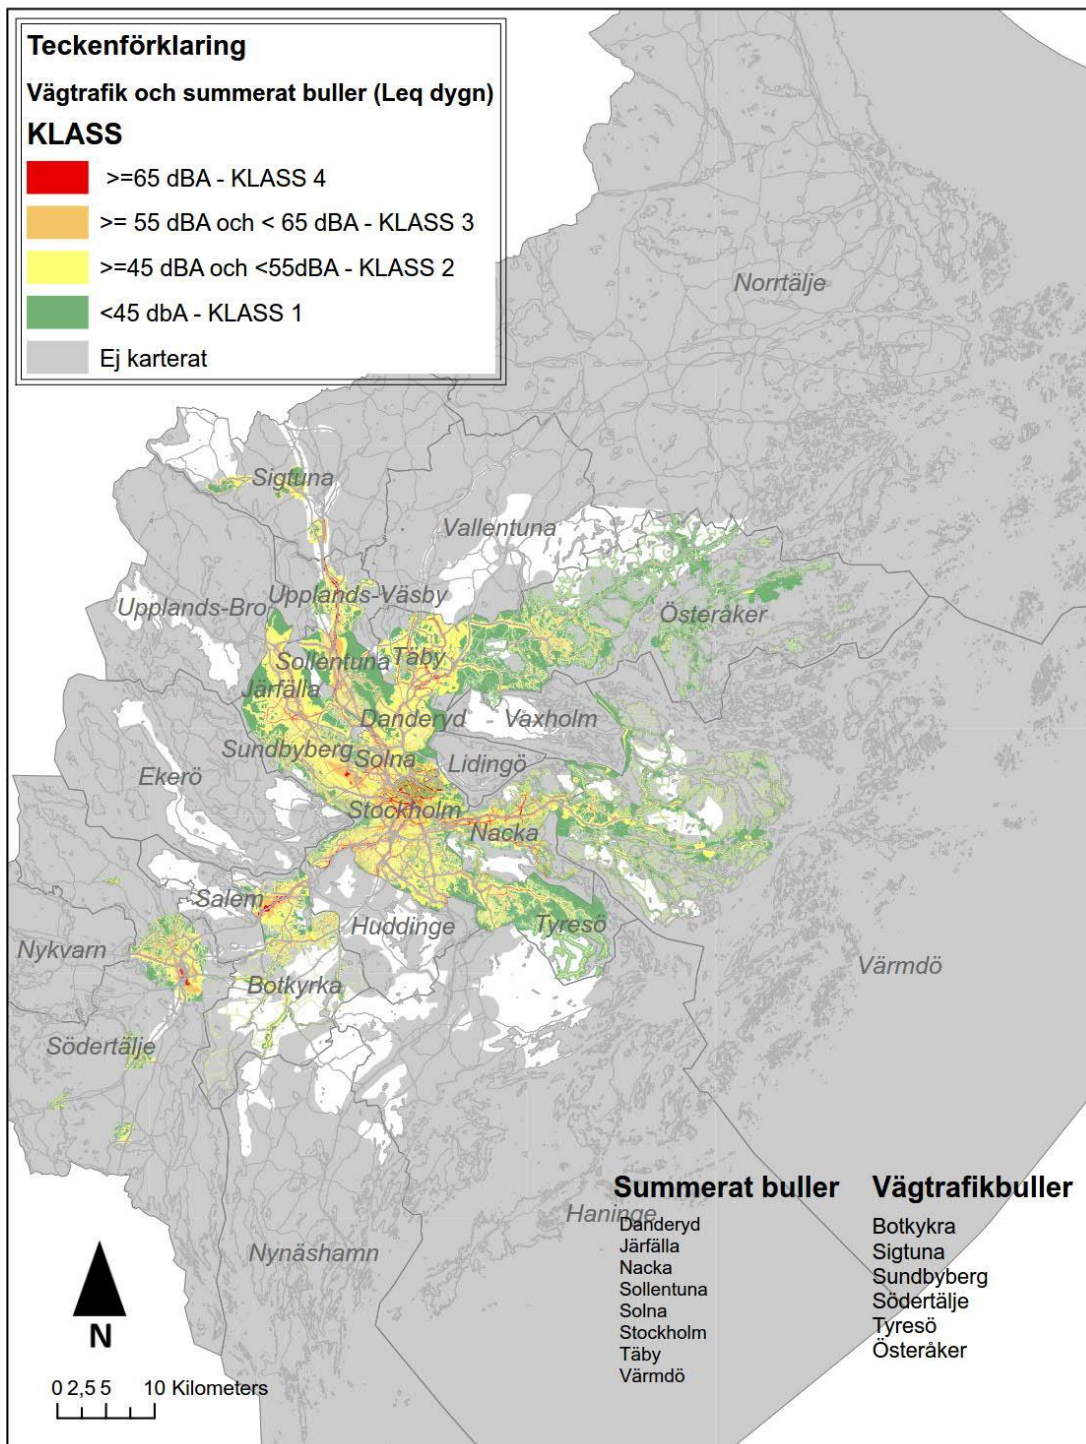 Teckenförklaring
Vägtrafik och summerat buller (Leq dygn)
KLASS
>=65 dBA - KLASS 4
>= 55 dBA och < 65 dBA - KLASS 3
>=45 dBA och <55dBA - KLASS 2
<45 dbA - KLASS 1
Ej karterat
Norrtälje
Sigtuna
Vallentuna
Upplands-Bro
Upplands-Väsby
Österåker
Sollentuna
Täby
Järfälla
Danderyd
Vaxholm
Sundbyberg
Solna
Lidingö
Ekerö
Stockholm
Nacka
Salem
Huddinge
Tyresö
Nykvarn
Botkyrka
Värmdö
Södertälje
Haninge
Nynäshamn
Summerat buller
Danderyd
Järfälla
Nacka
Sollentuna
Solna
Stockholm
Täby
Värmdö
Vägtrafikbuller
Botkykra
Sigtuna
Sundbyberg
Södertälje
Tyresö
Österåker
N
0 2,5 5 10 Kilometers